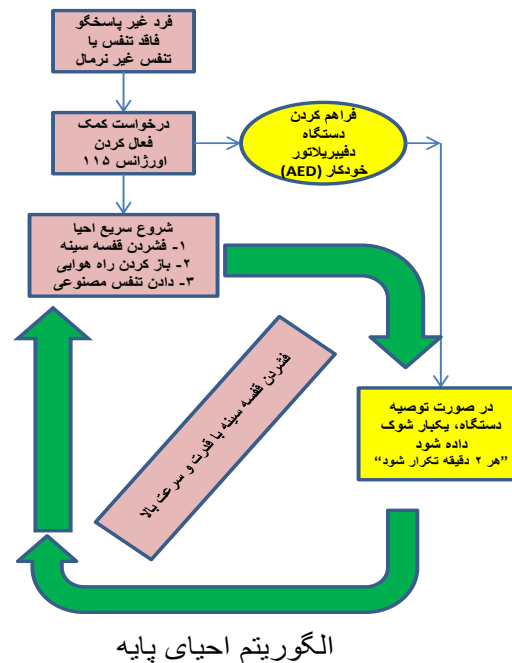 فرد غیر پاسخگو
فاقد تنفس یا
تنفس غیر نرمال
درخواست کمک
فعال کردن
اورژانس ۱۱۵
فراهم کردن
دستگاه
دفیبریلاتور
خودکار (AED)
شروع سریع احیا
۱- فشردن قفسه سینه
۲- باز کردن راه هوایی
۳- دادن تنفس مصنوعی
فشردن قفسه سینه با قدرت و سرعت بالا
در صورت توصیه
دستگاه، یکبار شوک
داده شود
”هر ۲ دقیقه تکرار شود“
الگوریتم احیای پایه